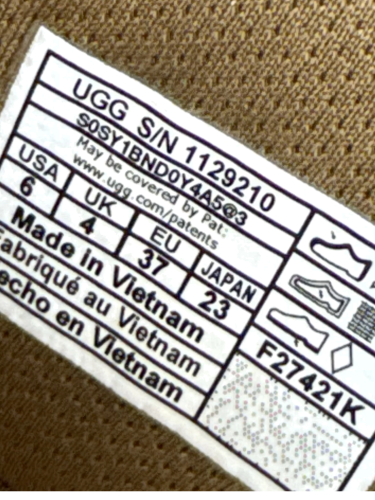 UGG S/N 1129210
S0SY1BND0Y4A5@3
May be covered by Pat:
www.ugg.com/patents
USA UK EU JAPAN
6 4 37 23
Made in Vietnam
Fabriqué au Vietnam
echo en Vietnam
F27421K